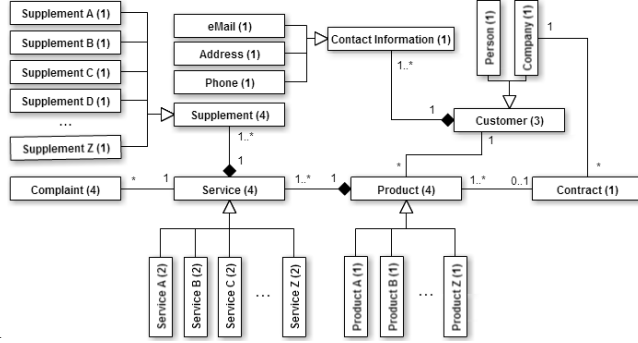 Supplement A (1)
Supplement B (1)
Supplement C (1)
Supplement D (1)
...
Supplement Z (1)
eMail (1)
Address (1)
Phone (1)
Contact Information (1)
Person (1)
Company (1)
1
1..*
1
Supplement (4)
Customer (3)
1..*
1
1
*
*
Complaint (4)
*
1
Service (4)
1..*
1
Product (4)
1..*
0..1
Contract (1)
Service A (2)
Service B (2)
Service C (2)
...
Service Z (2)
Product A (1)
Product B (1)
...
Product Z (1)